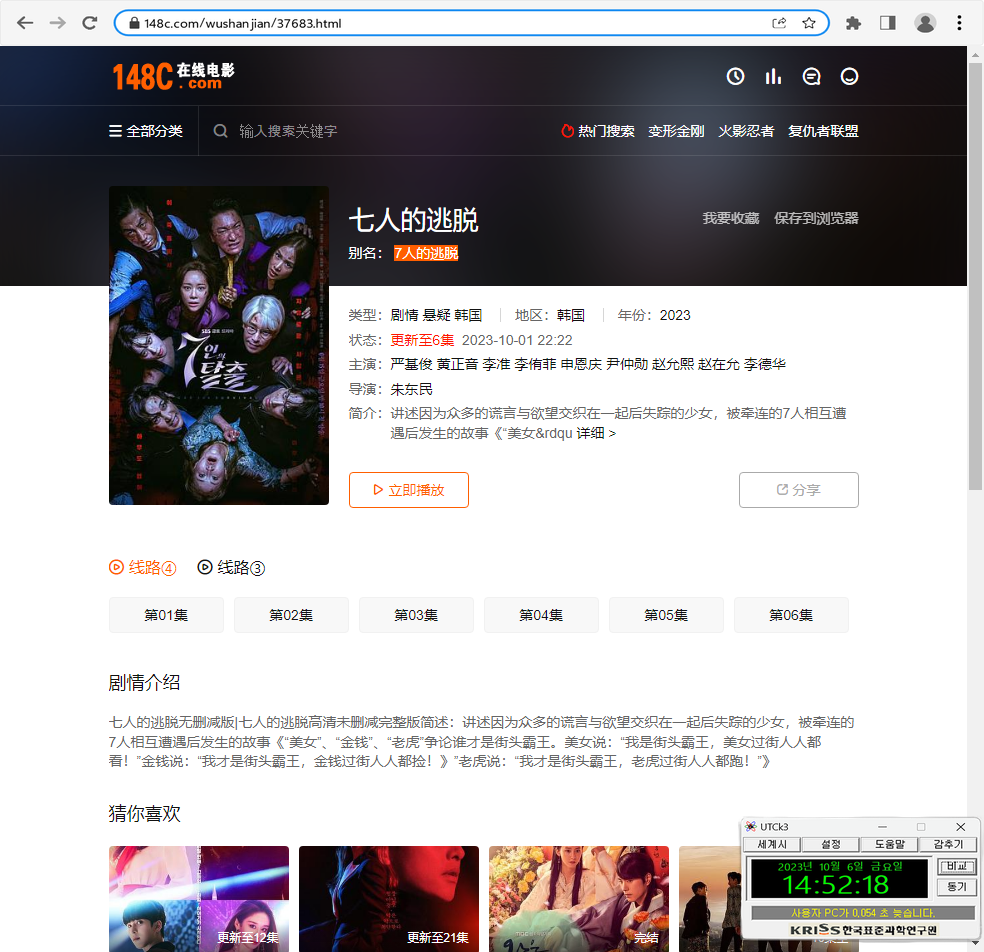 148c.com/wushanjian/37683.html
148C 在线电影
.com
全部分类 输入搜索关键字 热门搜索 变形金刚 火影忍者 复仇者联盟
七人的逃脱 我要收藏 保存到浏览器
别名： 7人的逃脱
类型： 剧情 悬疑 韩国 地区： 韩国 年份： 2023
状态： 更新至6集 2023-10-01 22:22
主演： 严基俊 黄正音 李准 李侑菲 申恩庆 尹仲勋 赵允熙 赵在允 李德华
导演： 朱东民
简介： 讲述因为众多的谎言与欲望交织在一起后失踪的少女，被牵连的7人相互遭
遇后发生的故事《“美女&rdqu 详细 >
SBS 금토 드라마
7인의
탈출
立即播放 分享
线路④ 线路③
第01集 第02集 第03集 第04集 第05集 第06集
剧情介绍
七人的逃脱无删减版|七人的逃脱高清未删减完整版简述：讲述因为众多的谎言与欲望交织在一起后失踪的少女，被牵连的
7人相互遭遇后发生的故事《“美女”、“金钱”、“老虎”争论谁才是街头霸王。美女说：“我是街头霸王，美女过街人人都
看！”金钱说：“我才是街头霸王，金钱过街人人都捡！》”老虎说：“我才是街头霸王，老虎过街人人都跑！”》
猜你喜欢
更新至12集 更新至21集 完结
UTCk3
세계시 설정 도움말 감추기
2023년 10월 6일 금요일
14:52:18
비교
동기
사용자 PC가 0.054 초 늦습니다.
KRISS 한국표준과학연구원